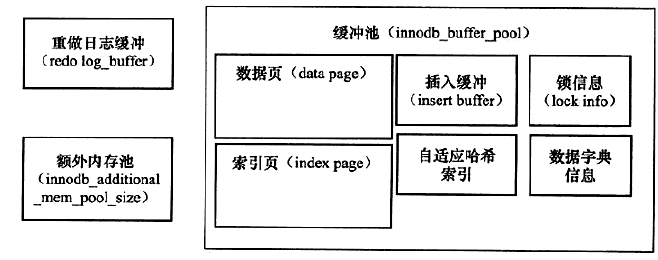 重做日志缓冲
(redo log_buffer)
额外内存池
(innodb_additional
_mem_pool_size)
缓冲池（innodb_buffer_pool）
数据页（data page）
插入缓冲
(insert buffer)
锁信息
(lock info)
索引页（index page）
自适应哈希
索引
数据字典
信息